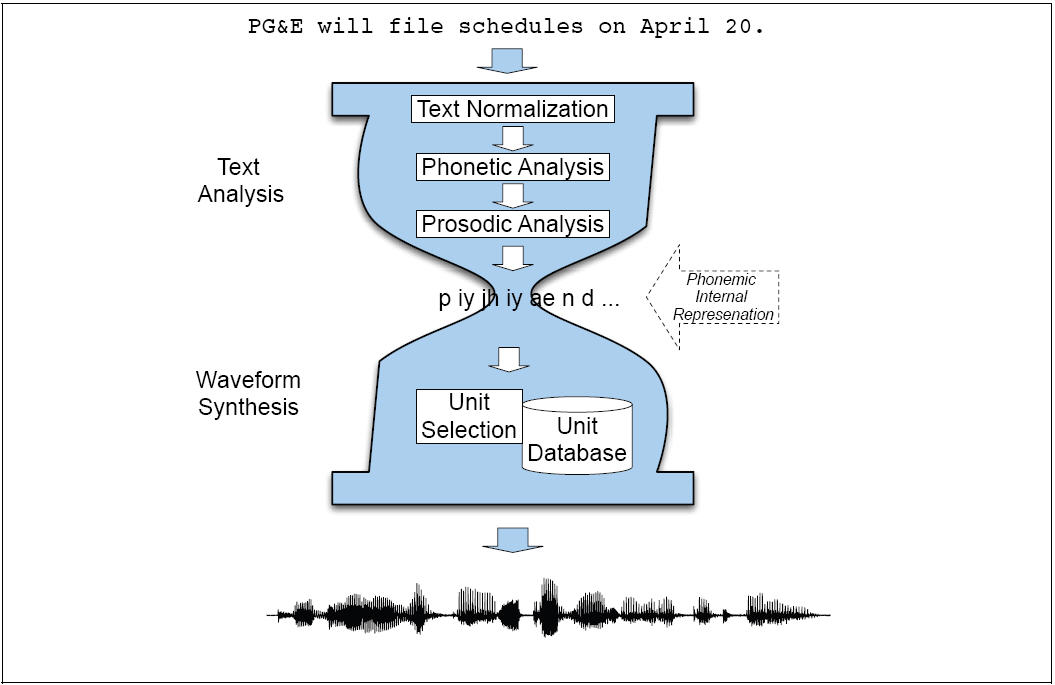 PG&E will file schedules on April 20.
Text Normalization
Text
Analysis
Phonetic Analysis
Prosodic Analysis
p iy jh iy ae n d ...
Phonemic
Internal
Represenation
Waveform
Synthesis
Unit
Selection
Unit
Database